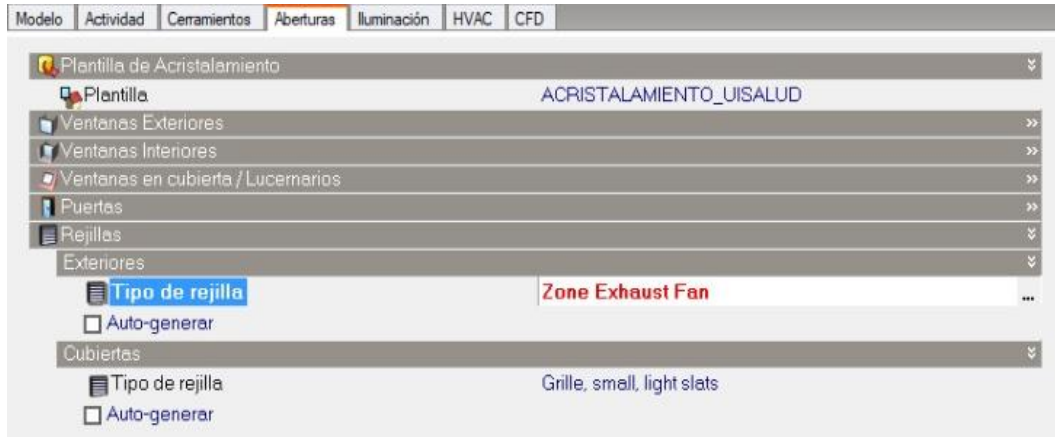 Modelo Actividad Cerramientos Aberturas Iluminación HVAC CFD
Plantilla de Acristalamiento
Plantilla ACRISTALAMIENTO_UISALUD
Ventanas Exteriores
Ventanas Interiores
Ventanas en cubierta / Lucernarios
Puertas
Rejillas
Exteriores
Tipo de rejilla Zone Exhaust Fan ...
Auto-generar
Cubiertas
Tipo de rejilla Grille, small, light slats
Auto-generar